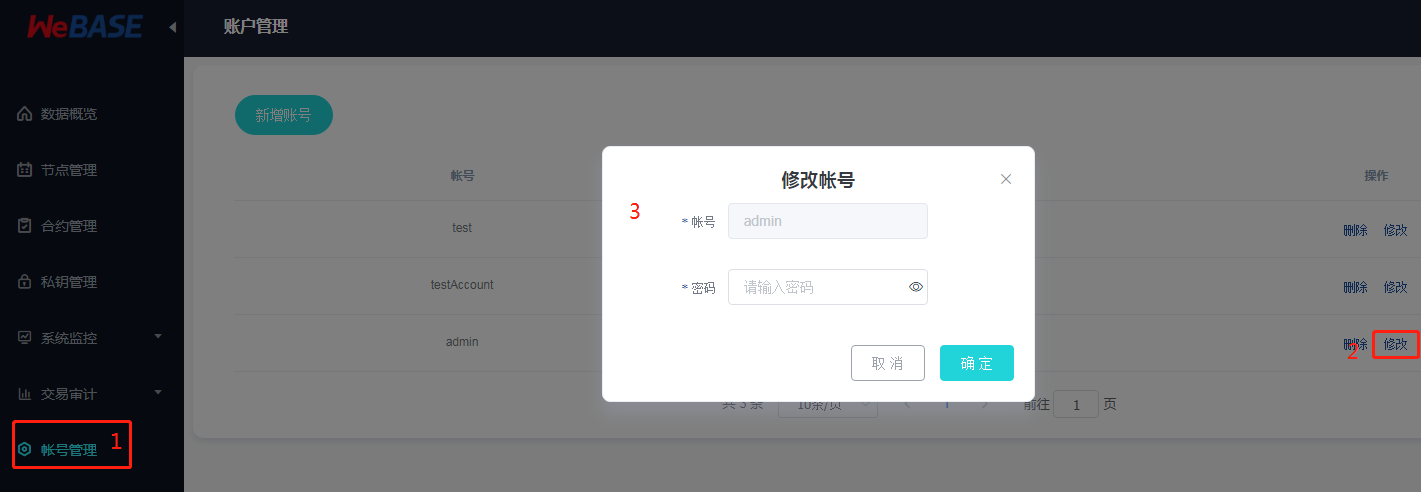 WeBASE
账户管理
数据概览
节点管理
合约管理
私钥管理
系统监控
交易审计
帐号管理
1
新增账号
帐号
操作
test
删除 修改
testAccount
删除 修改
admin
删除 修改
2
共 3 条 10条/页 1 前往 1 页
修改帐号
3
* 帐号 admin
* 密码 请输入密码
取消 确定